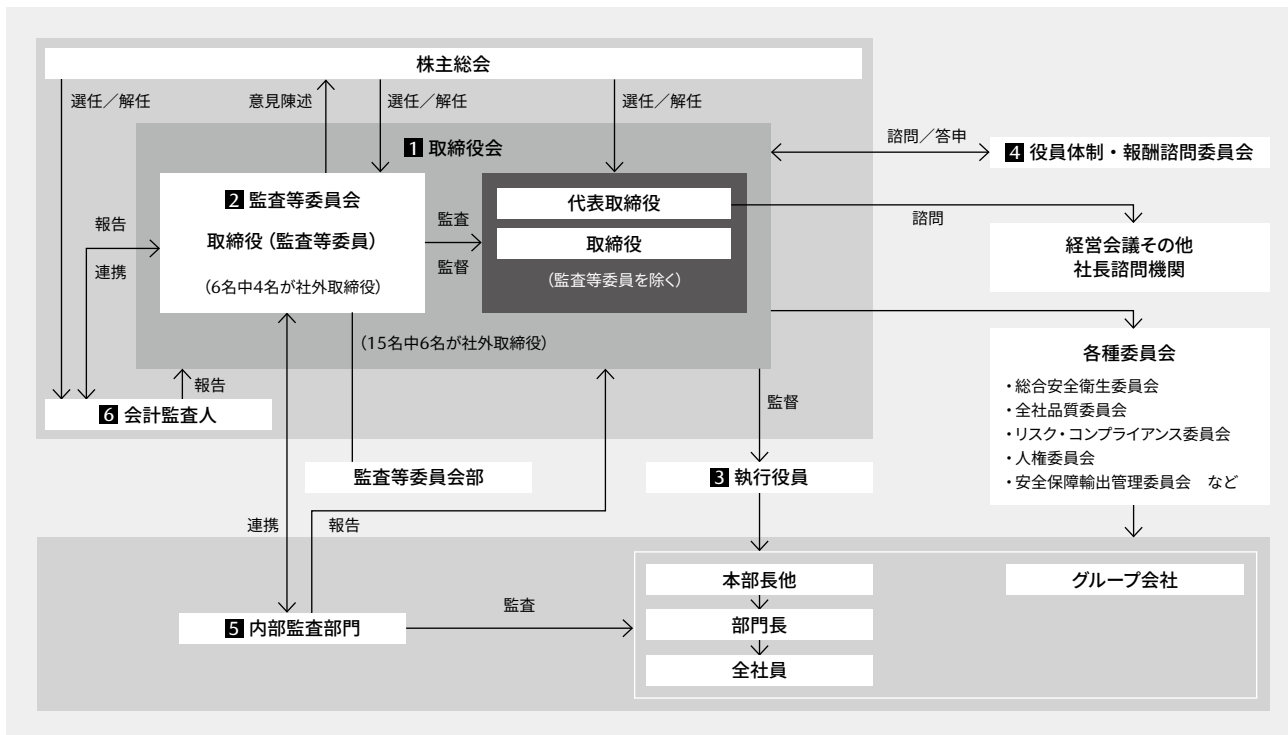 株主総会
選任／解任
意見陳述
選任／解任
選任／解任
1 取締役会
諮問／答申
4 役員体制・報酬諮問委員会
2 監査等委員会
取締役（監査等委員）
（6名中4名が社外取締役）
報告
連携
監査
監督
代表取締役
取締役
（監査等委員を除く）
諮問
経営会議その他
社長諮問機関
（15名中6名が社外取締役）
各種委員会
・総合安全衛生委員会
・全社品質委員会
・リスク・コンプライアンス委員会
・人権委員会
・安全保障輸出管理委員会　など
報告
6 会計監査人
監督
監査等委員会部
3 執行役員
連携
報告
本部長他
グループ会社
監査
5 内部監査部門
部門長
全社員